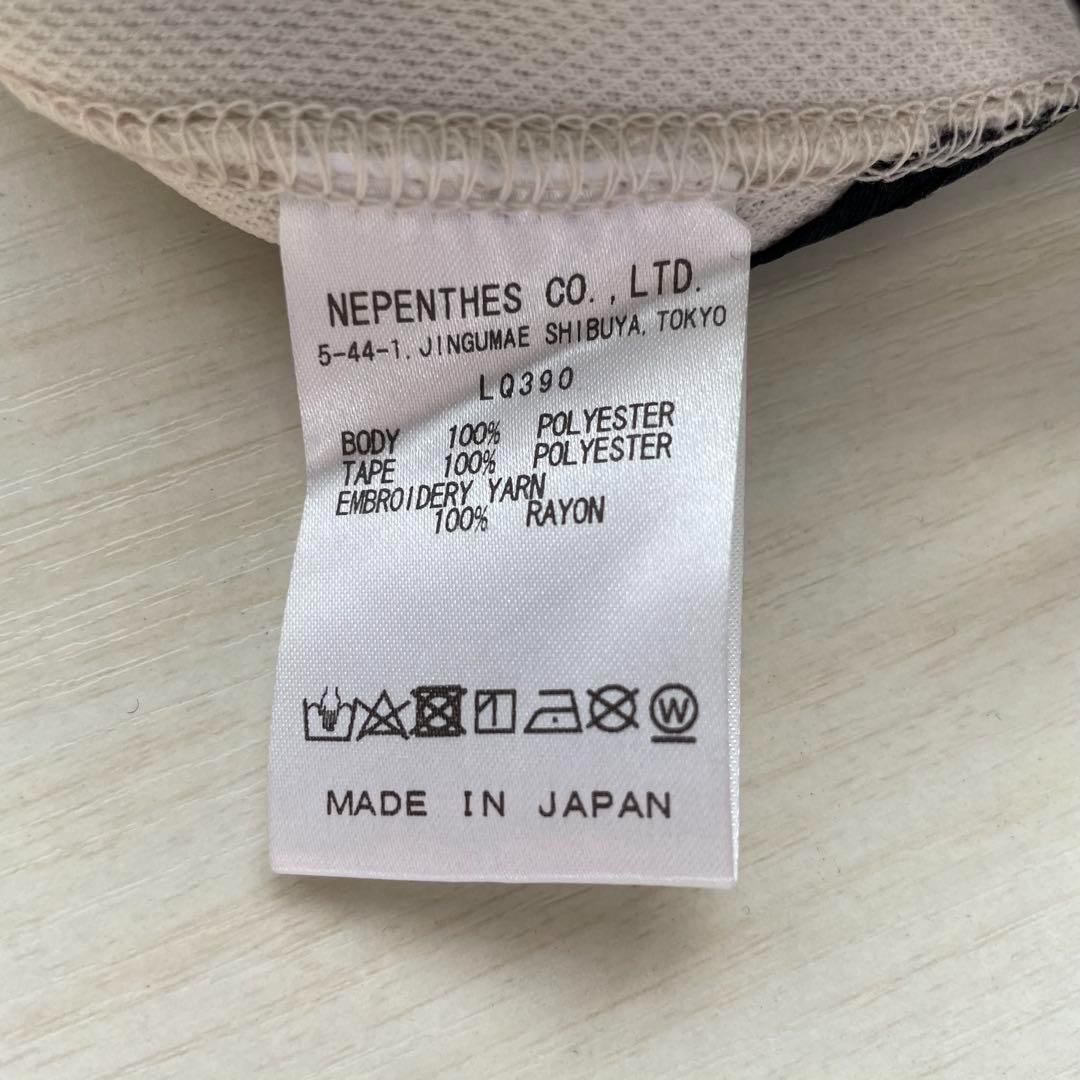 NEPENTHES CO.,LTD.
5-44-1, JINGUMAE SHIBUYA, TOKYO
LQ390
BODY 100% POLYESTER
TAPE 100% POLYESTER
EMBROIDERY YARN
100% RAYON
W
MADE IN JAPAN